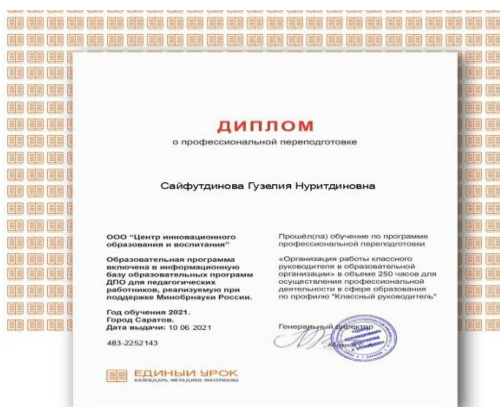 ДИПЛОМ
о профессиональной переподготовке
Сайфутдинова Гузелия Нуритдиновна
ООО "Центр инновационного
образования и воспитания"
Образовательная программа
включена в информационную
базу образовательных программ
ДПО для педагогических
работников, реализуемую при
поддержке Минобрнауки России.
Год обучения 2021.
Город Саратов.
Дата выдачи: 10 06 2021
483-2252143
Прошёл(ла) обучение по программе
профессиональной переподготовки
«Организация работы классного
руководителя в образовательной
организации» в объеме 250 часов для
осуществления профессиональной
деятельности в сфере образования
по профилю "Классный руководитель"
Генеральный директор
ЕДИНЫЙ УРОК
КАЛЕНДАРЬ, МЕТОДИКИ, МАТЕРИАЛЫ